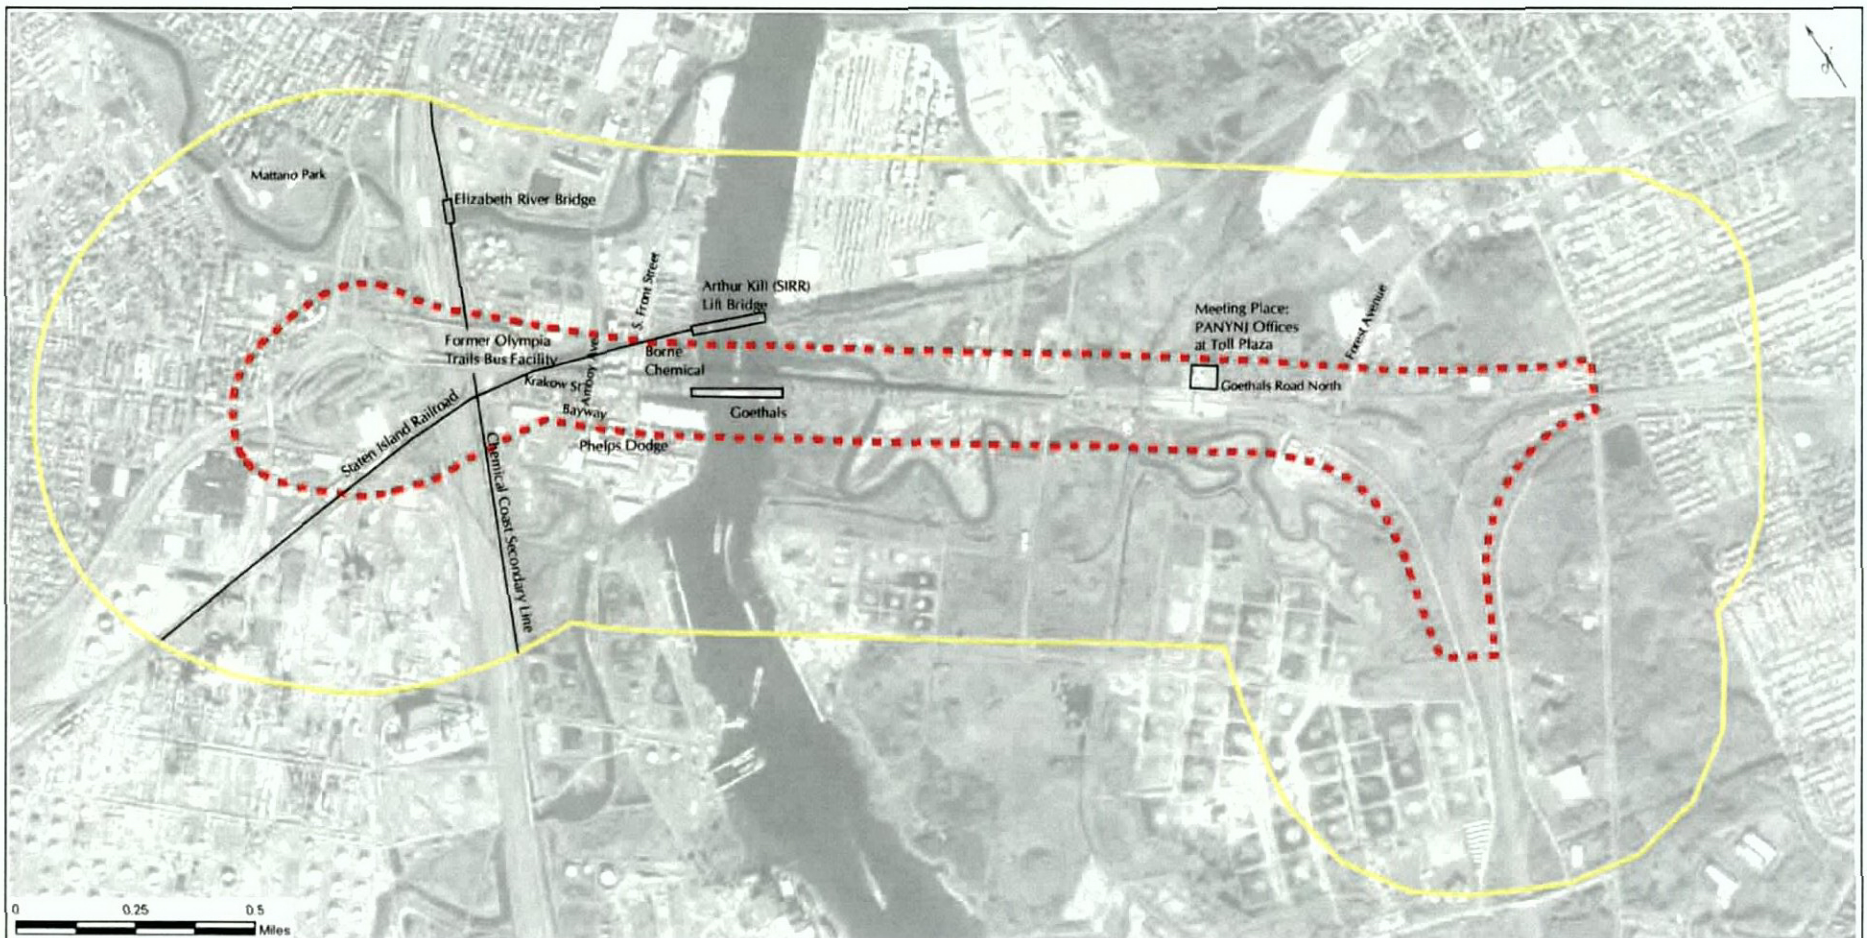 N
Mattano Park
Elizabeth River Bridge
S. Front Street
Arthur Kill (SIRR)
Lift Bridge
Meeting Place:
PANYNJ Offices
at Toll Plaza
Forest Avenue
Former Olympia
Trails Bus Facility
Amboy Ave
Borne
Chemical
Krakow St
Goethals Road North
Staten Island Railroad
Bayway
Goethals
Phelps Dodge
Chemical Coast Secondary Line
0 0.25 0.5
Miles